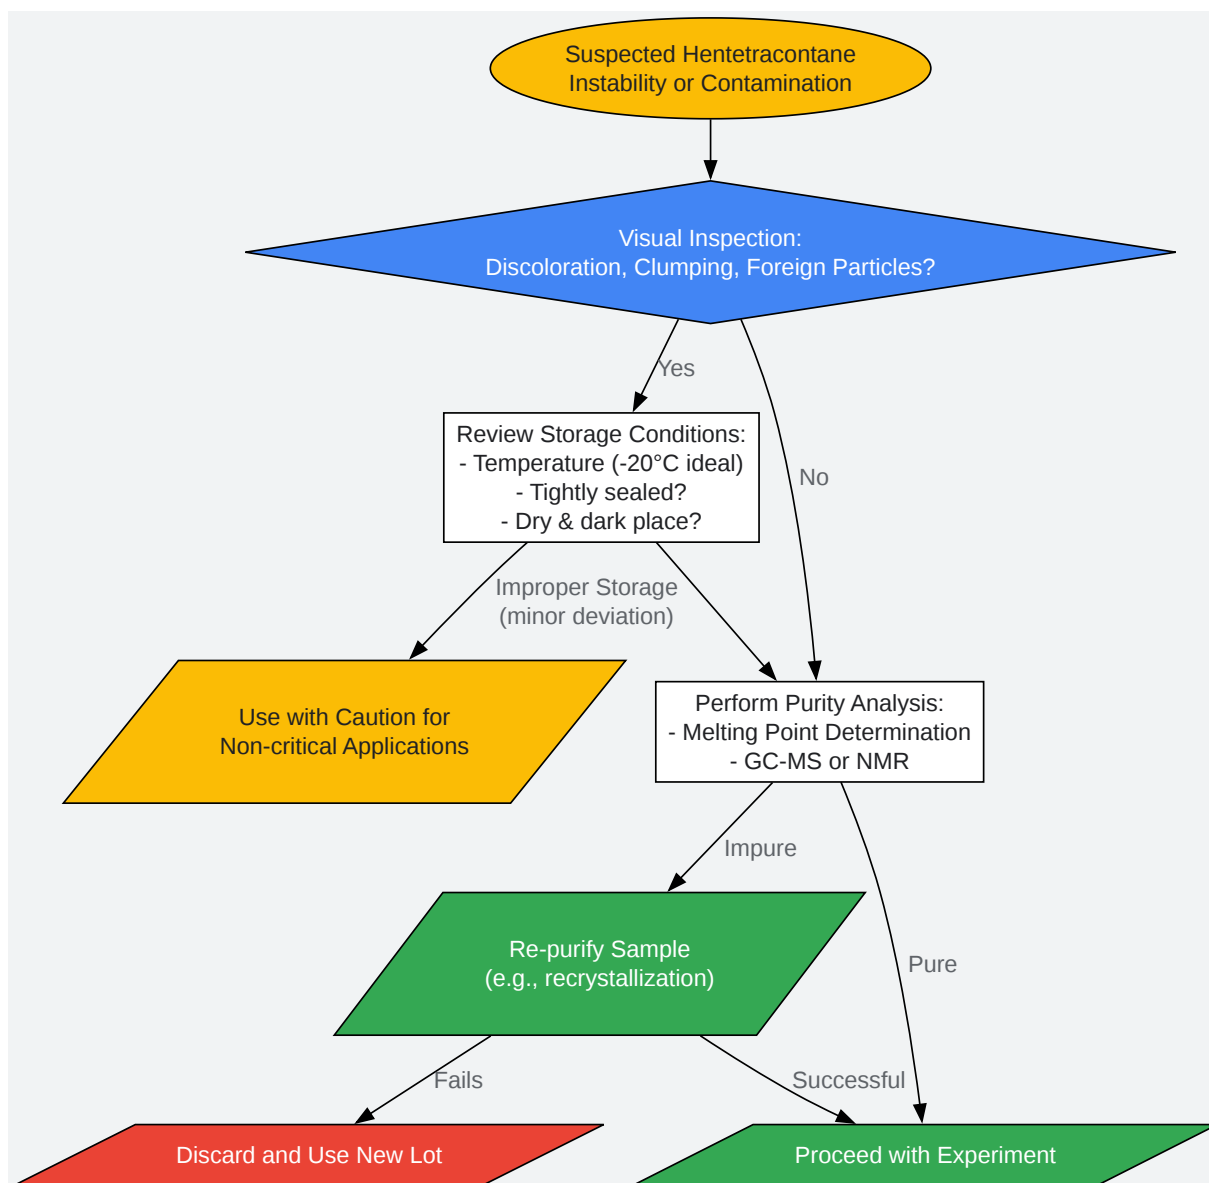 Suspected Hentetracontane
Instability or Contamination
Visual Inspection:
Discoloration, Clumping, Foreign Particles?
Yes
No
Review Storage Conditions:
- Temperature (-20°C ideal)
- Tightly sealed?
- Dry & dark place?
Improper Storage
(minor deviation)
Use with Caution for
Non-critical Applications
Perform Purity Analysis:
- Melting Point Determination
- GC-MS or NMR
Impure
Pure
Re-purify Sample
(e.g., recrystallization)
Fails
Successful
Discard and Use New Lot
Proceed with Experiment